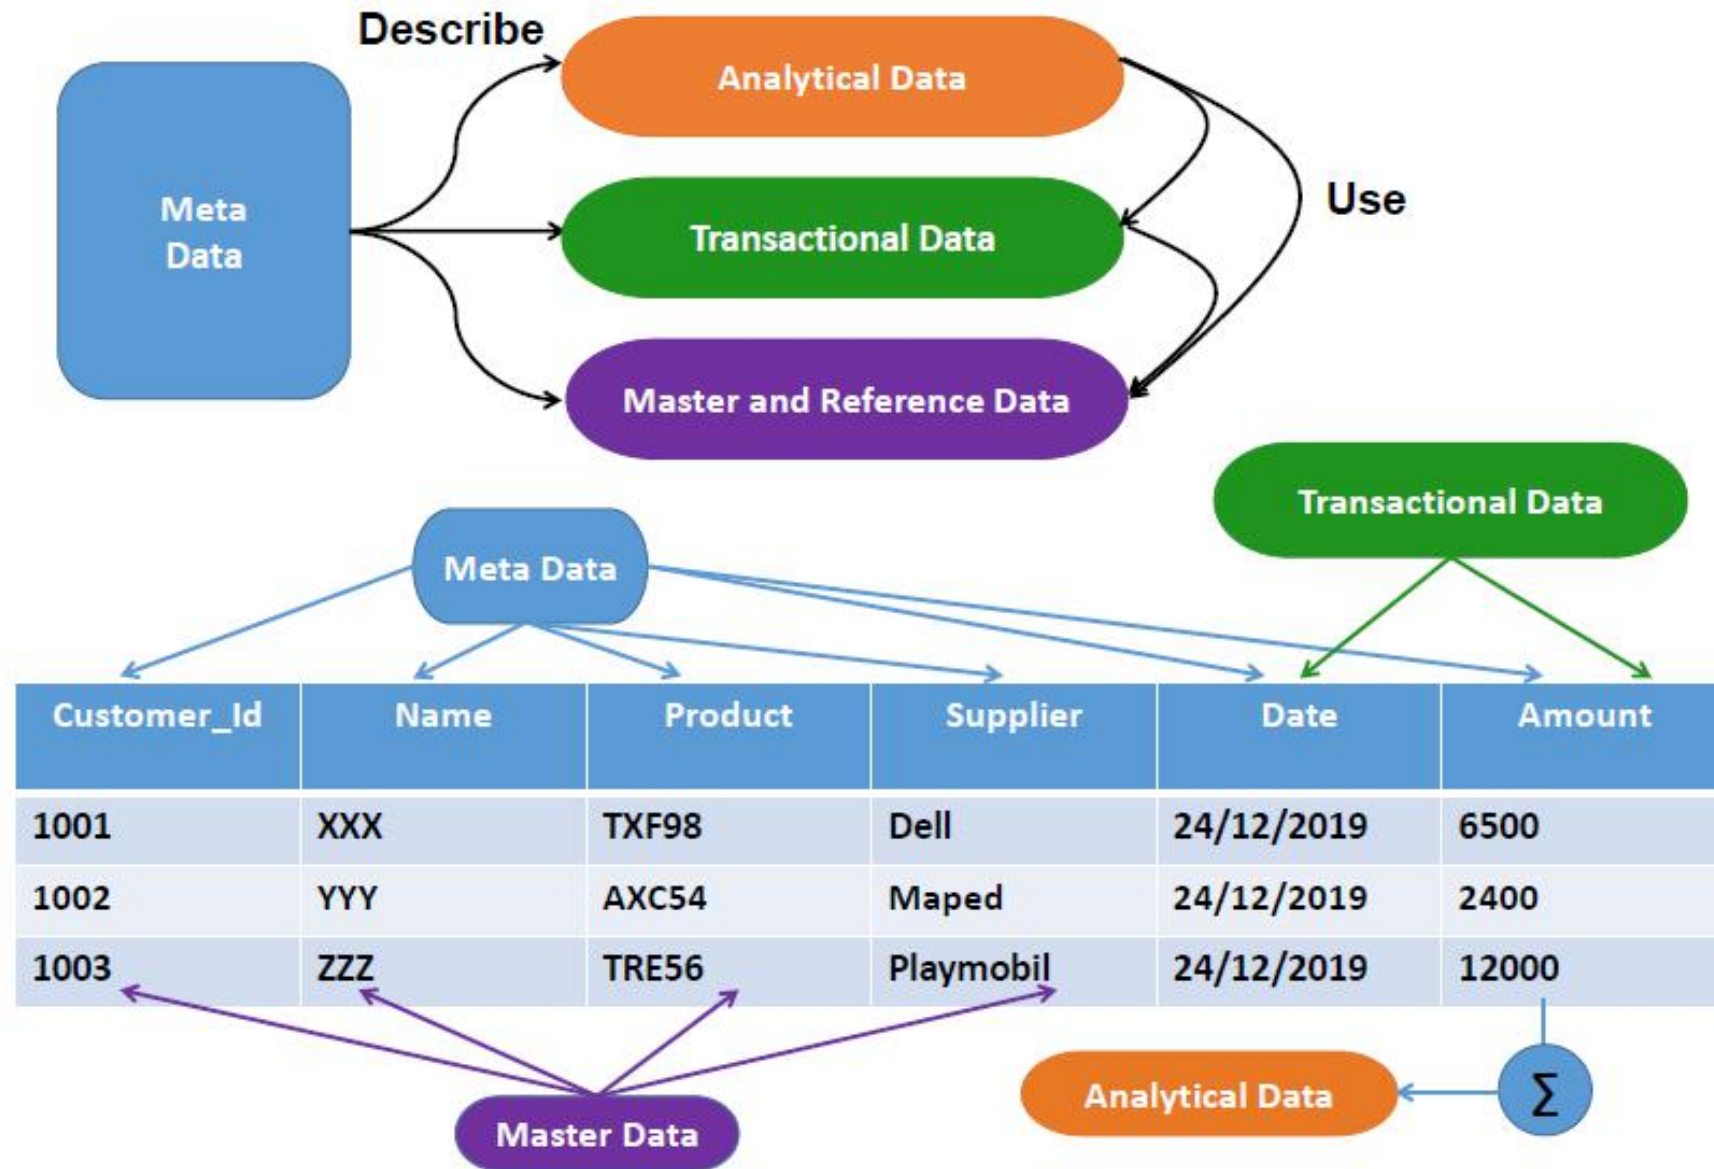 Describe
Analytical Data
Meta
Data
Use
Transactional Data
Master and Reference Data
Transactional Data
Meta Data
Customer_Id Name Product Supplier Date Amount
1001 XXX TXF98 Dell 24/12/2019 6500
1002 YYY AXC54 Maped 24/12/2019 2400
1003 ZZZ TRE56 Playmobil 24/12/2019 12000
Analytical Data
Σ
Master Data